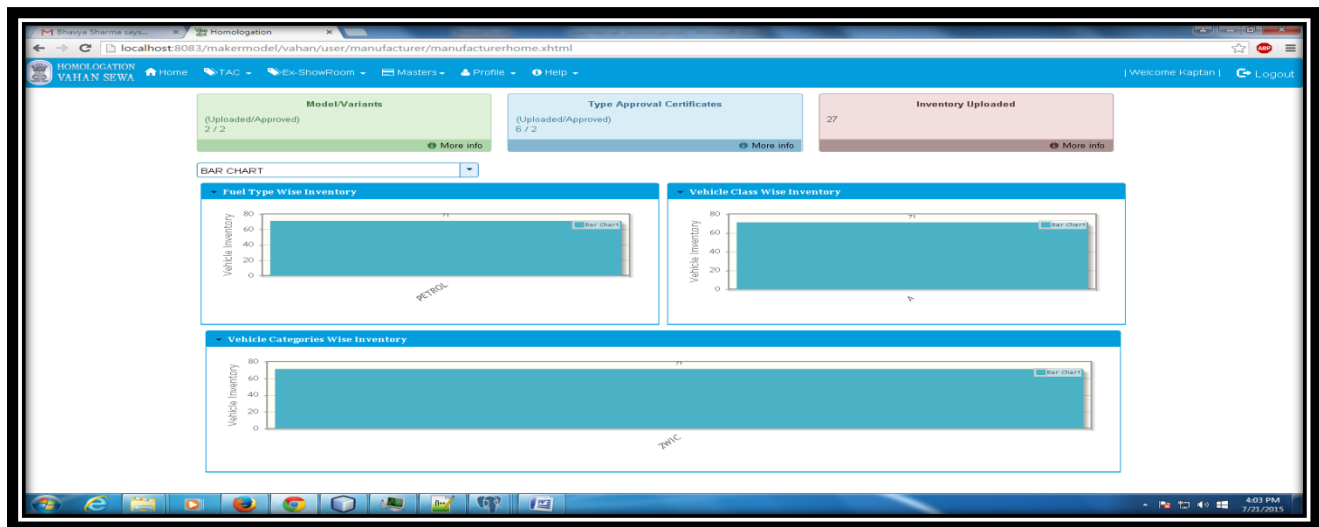 Bhavya Sharma says...
Homologation
localhost:8083/makermodel/vahan/user/manufacturer/manufacturerhome.xhtml
ABP
HOMOLOGATION
VAHAN SEWA
Home
TAC
Ex-ShowRoom
Masters
Profile
Help
| Welcome Kaptan |
Logout
Model/Variants
(Uploaded/Approved)
2 / 2
More info
Type Approval Certificates
(Uploaded/Approved)
6 / 2
More info
Inventory Uploaded
27
More info
BAR CHART
Fuel Type Wise Inventory
Vehicle Inventory
80
60
40
20
0
71
Bar Chart
PETROL
Vehicle Class Wise Inventory
Vehicle Inventory
80
60
40
20
0
71
Bar Chart
A
Vehicle Categories Wise Inventory
Vehicle Inventory
80
60
40
20
0
71
Bar Chart
2WIC
4:03 PM
7/21/2015